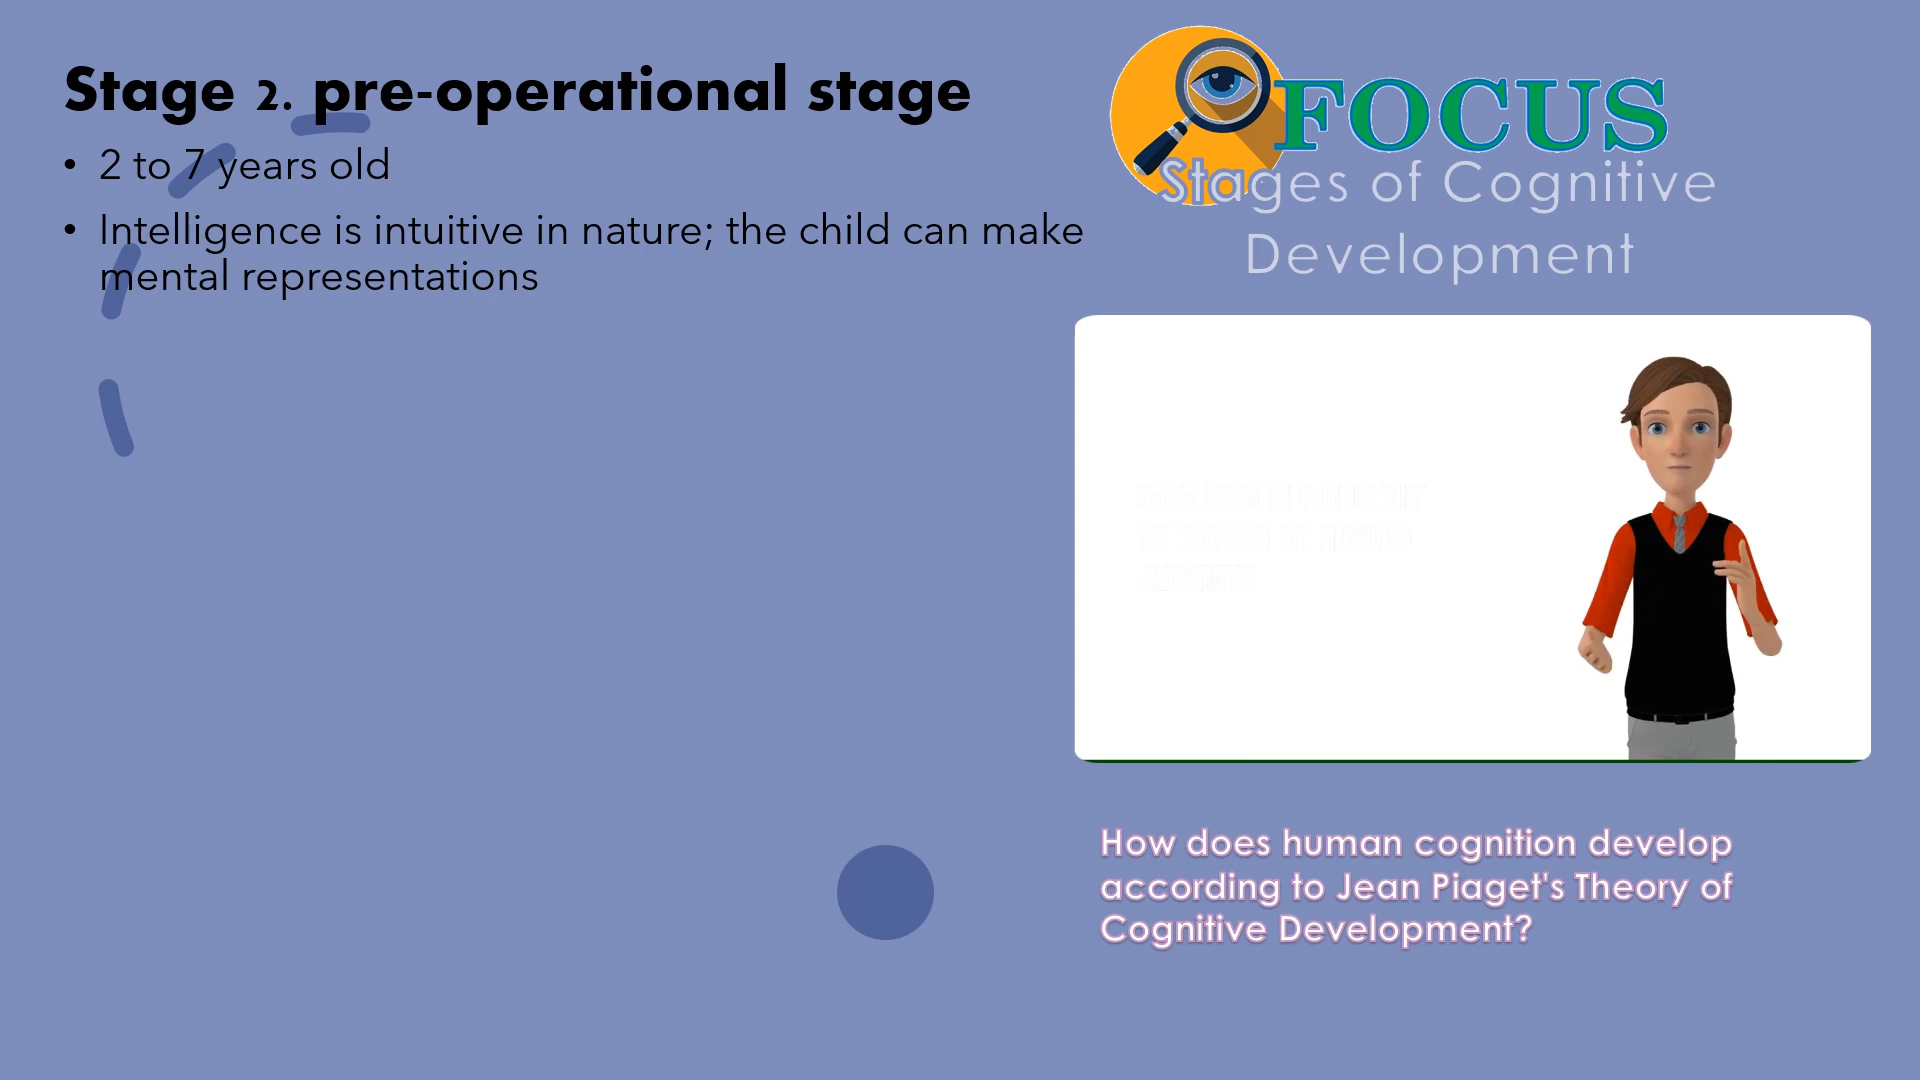 Stage 2. pre-operational stage
• 2 to 7 years old
• Intelligence is intuitive in nature; the child can make
mental representations
FOCUS
Stages of Cognitive
Development
How does human cognition develop
according to Jean Piaget's Theory of
Cognitive Development?